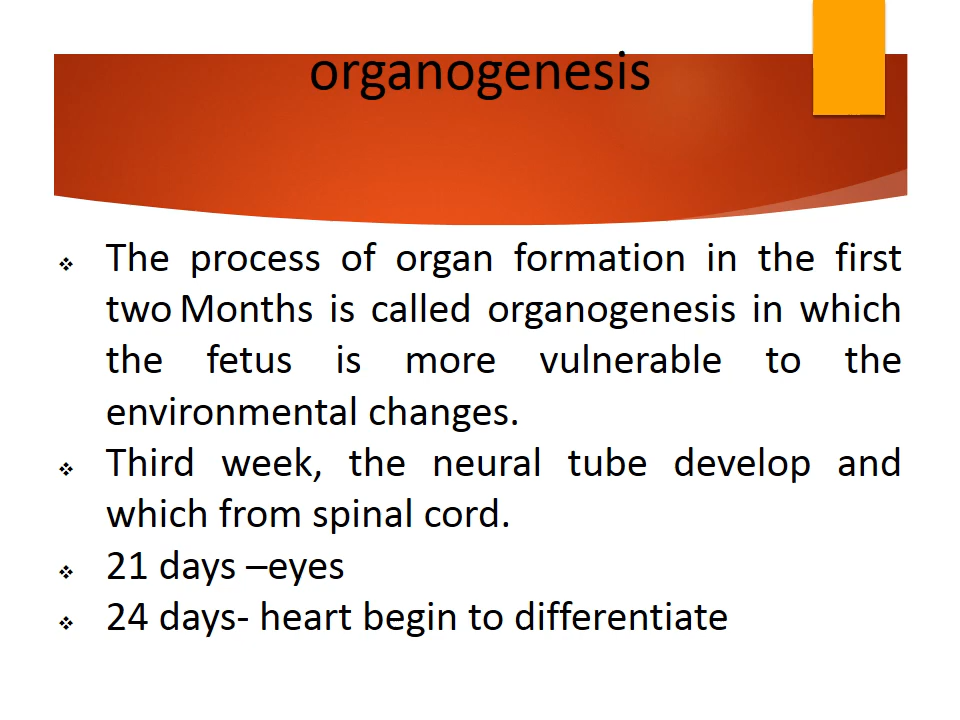 organogenesis
❖ The process of organ formation in the first
two Months is called organogenesis in which
the fetus is more vulnerable to the
environmental changes.
❖ Third week, the neural tube develop and
which from spinal cord.
❖ 21 days –eyes
❖ 24 days- heart begin to differentiate